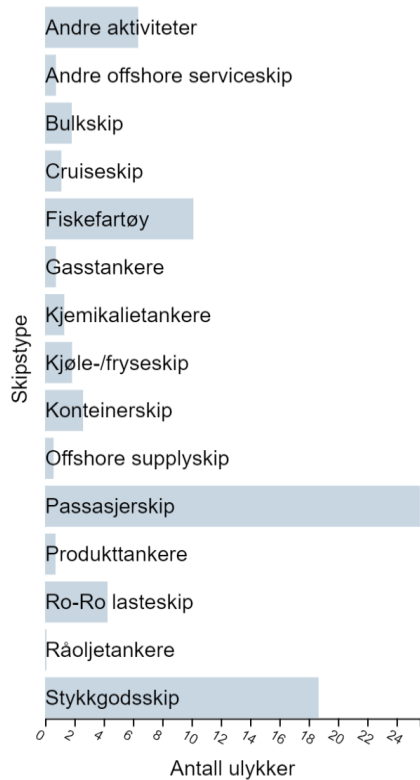 Andre aktiviteter
Andre offshore serviceskip
Bulkskip
Cruiseskip
Fiskefartøy
Gasstankere
Kjemikalietankere
Kjøle-/fryseskip
Konteinerskip
Offshore supplyskip
Passasjerskip
Produkttankere
Ro-Ro lasteskip
Råoljetankere
Stykkgodsskip
Skipstype
0 2 4 6 8 10 12 14 16 18 20 22 24
Antall ulykker